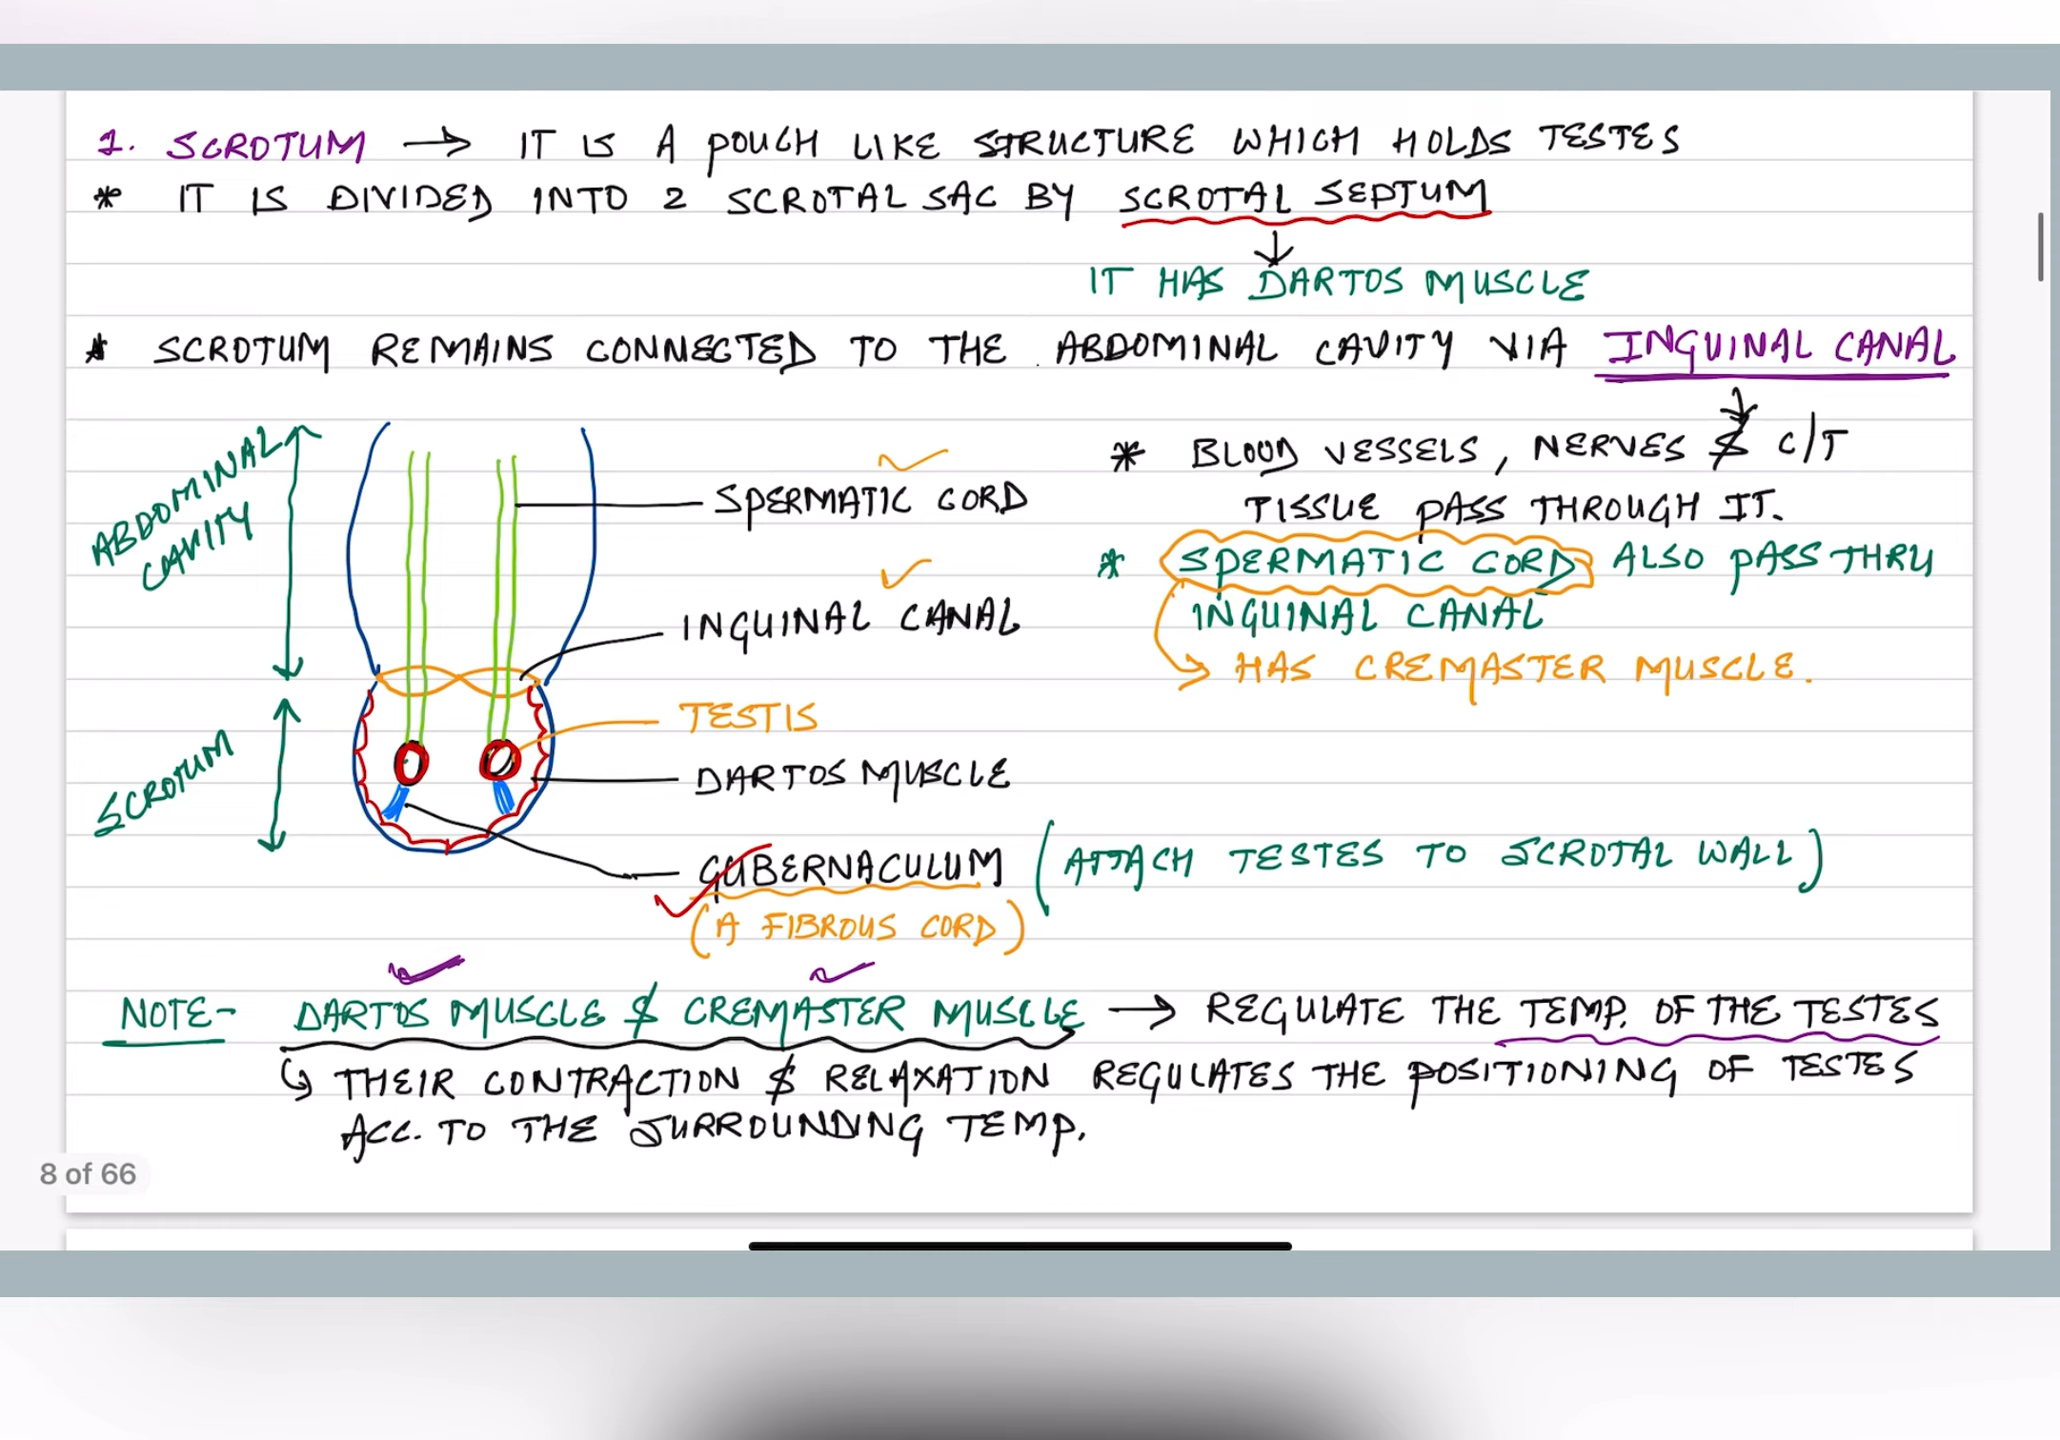 1. SCROTUM → IT IS A POUCH LIKE STRUCTURE WHICH HOLDS TESTES
* IT IS DIVIDED INTO 2 SCROTAL SAC BY SCROTAL SEPTUM
↓
IT HAS DARTOS MUSCLE
* SCROTUM REMAINS CONNECTED TO THE ABDOMINAL CAVITY VIA INGUINAL CANAL
↓
* BLOOD VESSELS, NERVES & C/T
TISSUE PASS THROUGH IT.
* SPERMATIC CORD ALSO PASS THRU
INGUINAL CANAL
→ HAS CREMASTER MUSCLE.
ABDOMINAL
CAVITY
SCROTUM
SPERMATIC CORD
INGUINAL CANAL
TESTIS
DARTOS MUSCLE
GUBERNACULUM (ATTACH TESTES TO SCROTAL WALL)
(A FIBROUS CORD)
NOTE- DARTOS MUSCLE & CREMASTER MUSCLE → REGULATE THE TEMP. OF THE TESTES
↳ THEIR CONTRACTION & RELAXATION REGULATES THE POSITIONING OF TESTES
ACC. TO THE SURROUNDING TEMP.
8 of 66